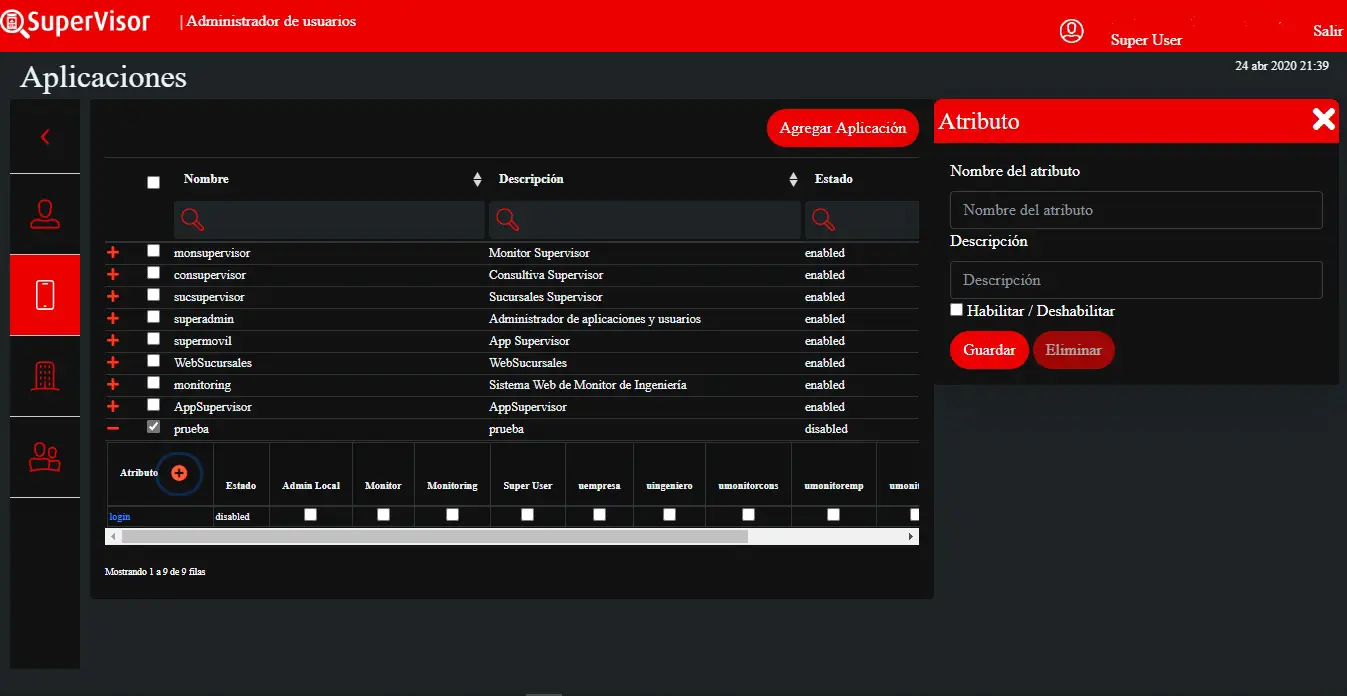 SuperVisor
| Administrador de usuarios
Super User
Salir
Aplicaciones
24 abr 2020 21:39
Agregar Aplicación
Nombre Descripción Estado
monsupervisor Monitor Supervisor enabled
consupervisor Consultiva Supervisor enabled
sucsupervisor Sucursales Supervisor enabled
superadmin Administrador de aplicaciones y usuarios enabled
supermovil App Supervisor enabled
WebSucursales WebSucursales enabled
monitoring Sistema Web de Monitor de Ingeniería enabled
AppSupervisor AppSupervisor enabled
prueba prueba disabled
Atributo Estado Admin Local Monitor Monitoring Super User uempresa uingeniero umonitorcons umonitoremp umonit
login disabled
Mostrando 1 a 9 de 9 filas
Atributo
Nombre del atributo
Nombre del atributo
Descripción
Descripción
Habilitar / Deshabilitar
Guardar Eliminar